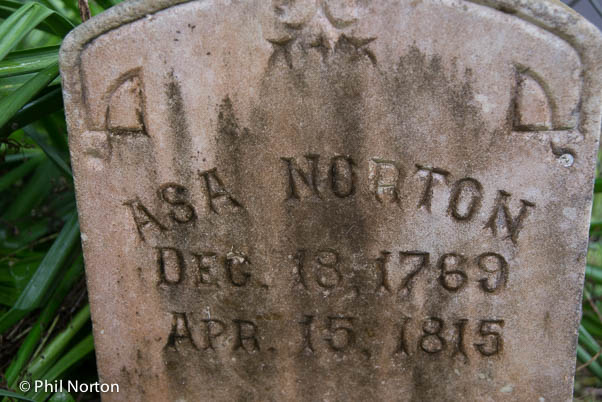 ASA NORTON
DEC. 18, 1769
APR. 15, 1815
© Phil Norton